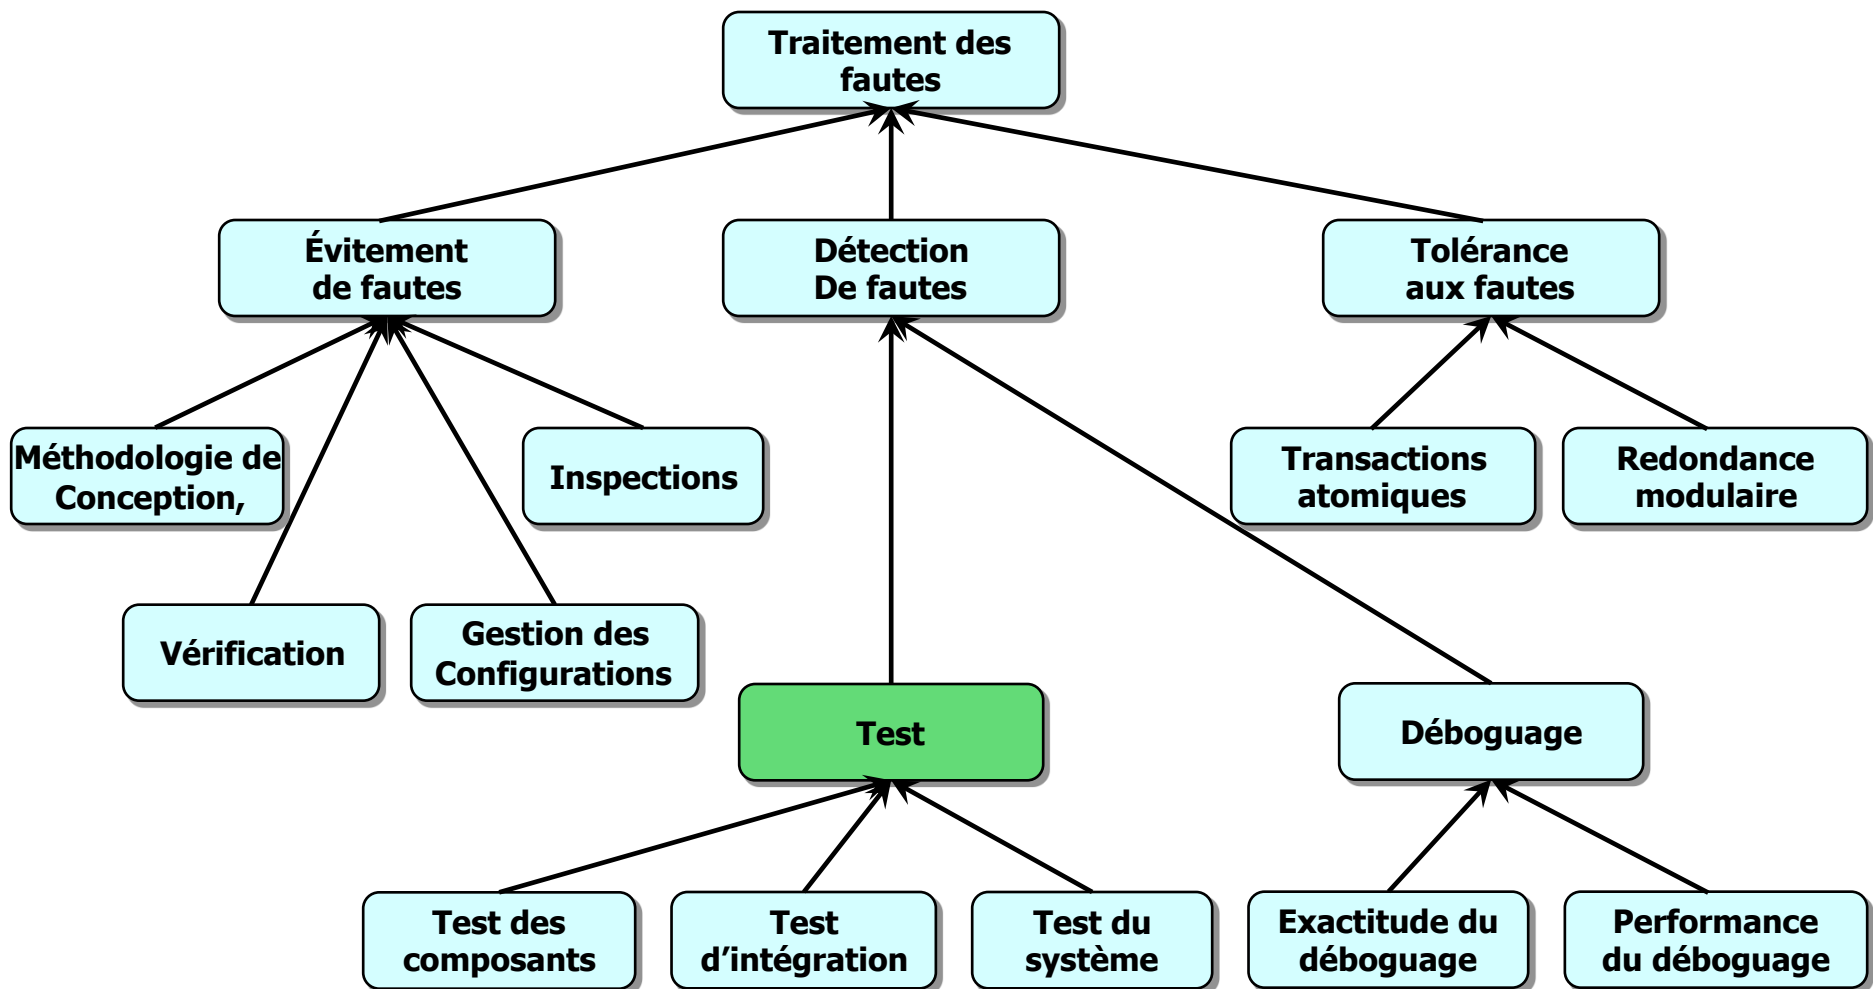 Traitement des
fautes
Évitement
de fautes
Détection
De fautes
Tolérance
aux fautes
Méthodologie de
Conception,
Inspections
Transactions
atomiques
Redondance
modulaire
Vérification
Gestion des
Configurations
Test
Déboguage
Test des
composants
Test
d’intégration
Test du
système
Exactitude du
déboguage
Performance
du déboguage